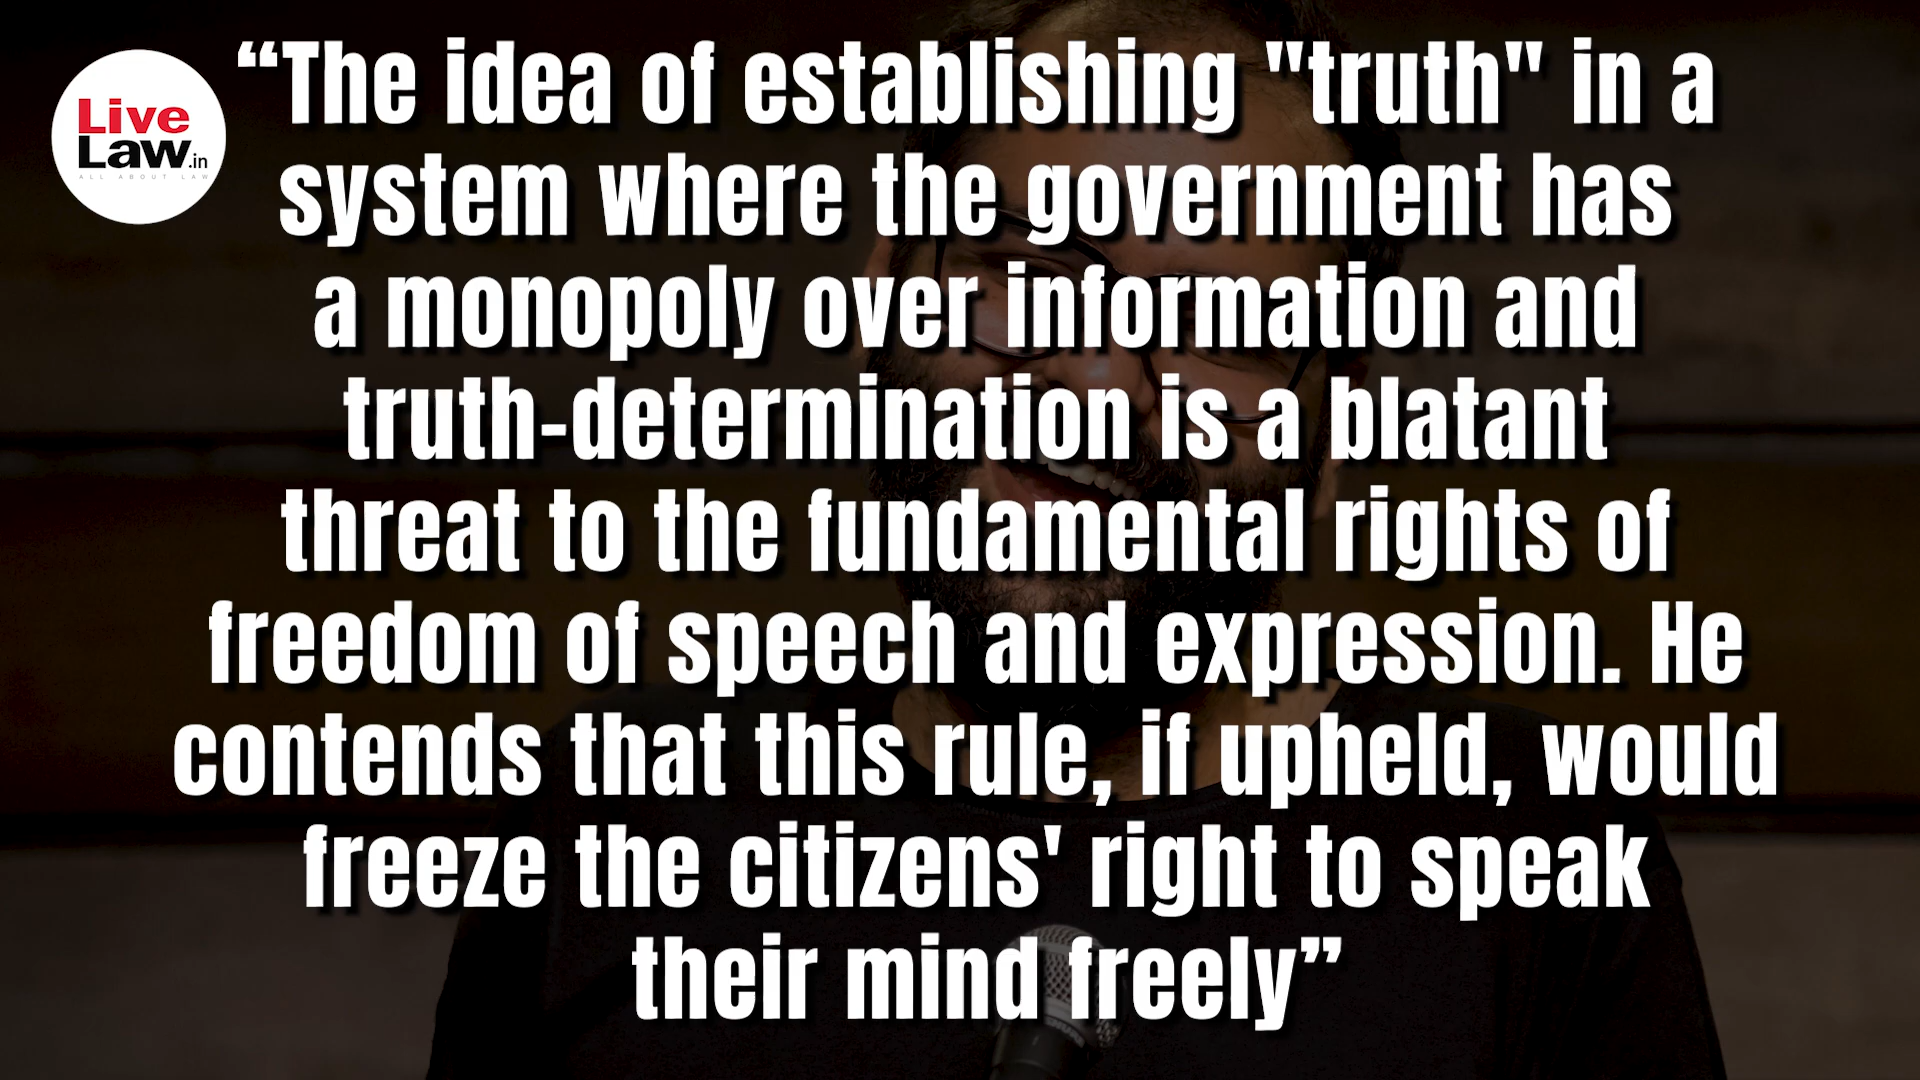 Live
Law.in
ALL ABOUT LAW
“The idea of establishing "truth" in a
system where the government has
a monopoly over information and
truth-determination is a blatant
threat to the fundamental rights of
freedom of speech and expression. He
contends that this rule, if upheld, would
freeze the citizens' right to speak
their mind freely”